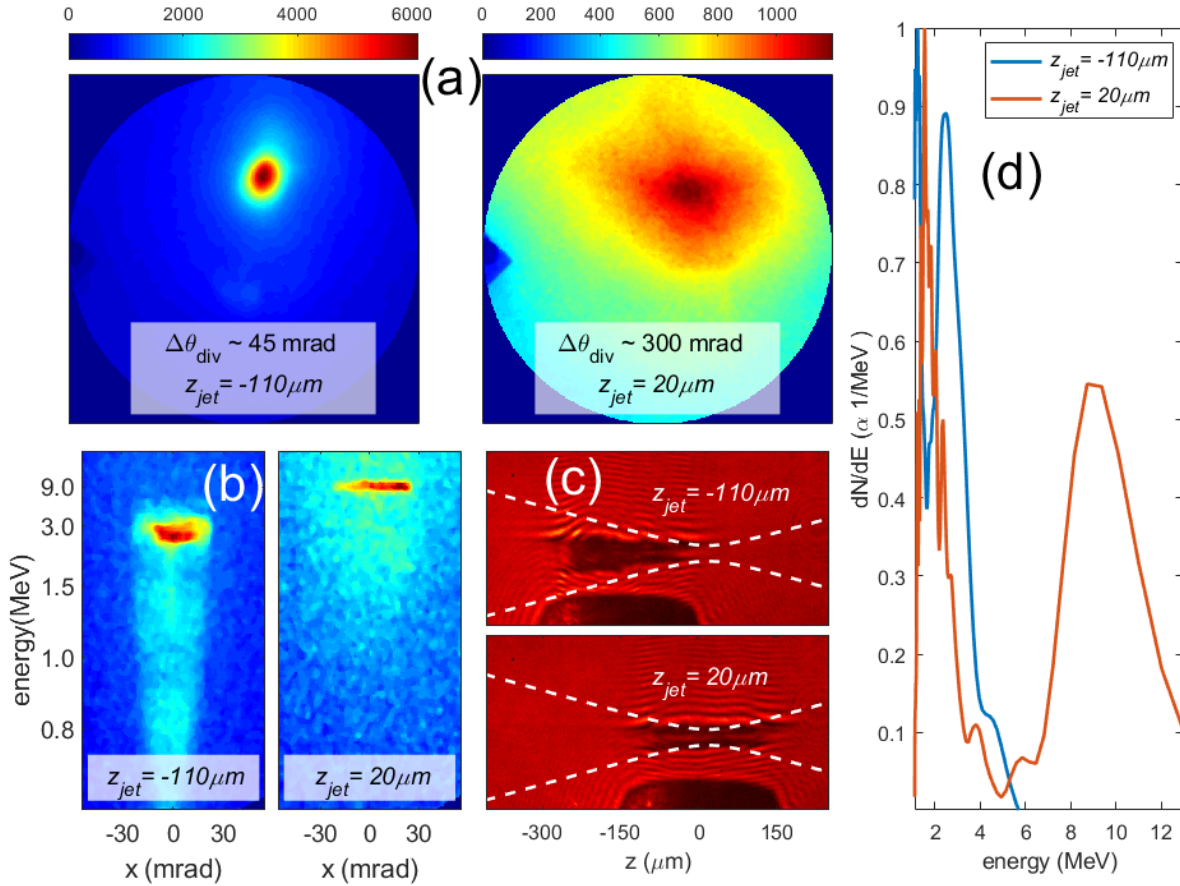 0 2000 4000 6000
0 200 400 600 800 1000
(a)
Δθdiv ~ 45 mrad
zjet= -110μm
Δθdiv ~ 300 mrad
zjet= 20μm
(b)
energy(MeV)
9.0
3.0
1.5
1.0
0.8
zjet= -110μm
zjet= 20μm
-30 0 30
x (mrad)
-30 0 30
x (mrad)
(c)
zjet= -110μm
zjet= 20μm
-300 -150 0 150
z (μm)
(d)
zjet= -110μm
zjet= 20μm
dN/dE (α 1/MeV )
1
0.9
0.8
0.7
0.6
0.5
0.4
0.3
0.2
0.1
2 4 6 8 10 12
energy (MeV)